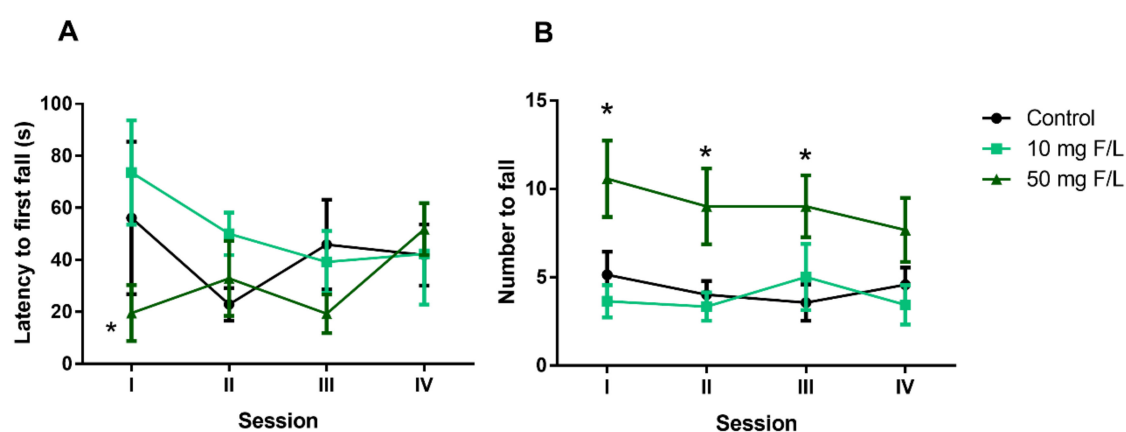 A
B
Latency to first fall (s)
100
80
60
40
20
0
*
I
II
III
IV
Session
Number to fall
15
10
5
0
*
*
*
I
II
III
IV
Session
Control
10 mg F/L
50 mg F/L